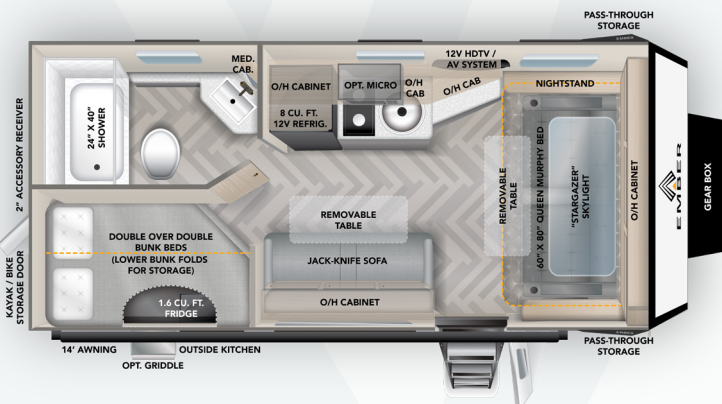 PASS-THROUGH
STORAGE
EMBER
12V HDTV /
AV SYSTEM
MED.
CAB.
O/H CABINET
OPT. MICRO
O/H
CAB
O/H CAB
NIGHTSTAND
8 CU. FT.
12V REFRIG.
24" X 40"
SHOWER
2" ACCESSORY RECEIVER
REMOVABLE
TABLE
60" X 80" QUEEN MURPHY BED
"STARGAZER"
SKYLIGHT
O/H CABINET
EMBER
GEAR BOX
REMOVABLE
TABLE
DOUBLE OVER DOUBLE
BUNK BEDS
(LOWER BUNK FOLDS
FOR STORAGE)
JACK-KNIFE SOFA
O/H CABINET
1.6 CU. FT.
FRIDGE
KAYAK / BIKE
STORAGE DOOR
14' AWNING
OUTSIDE KITCHEN
OPT. GRIDDLE
EMBER
PASS-THROUGH
STORAGE